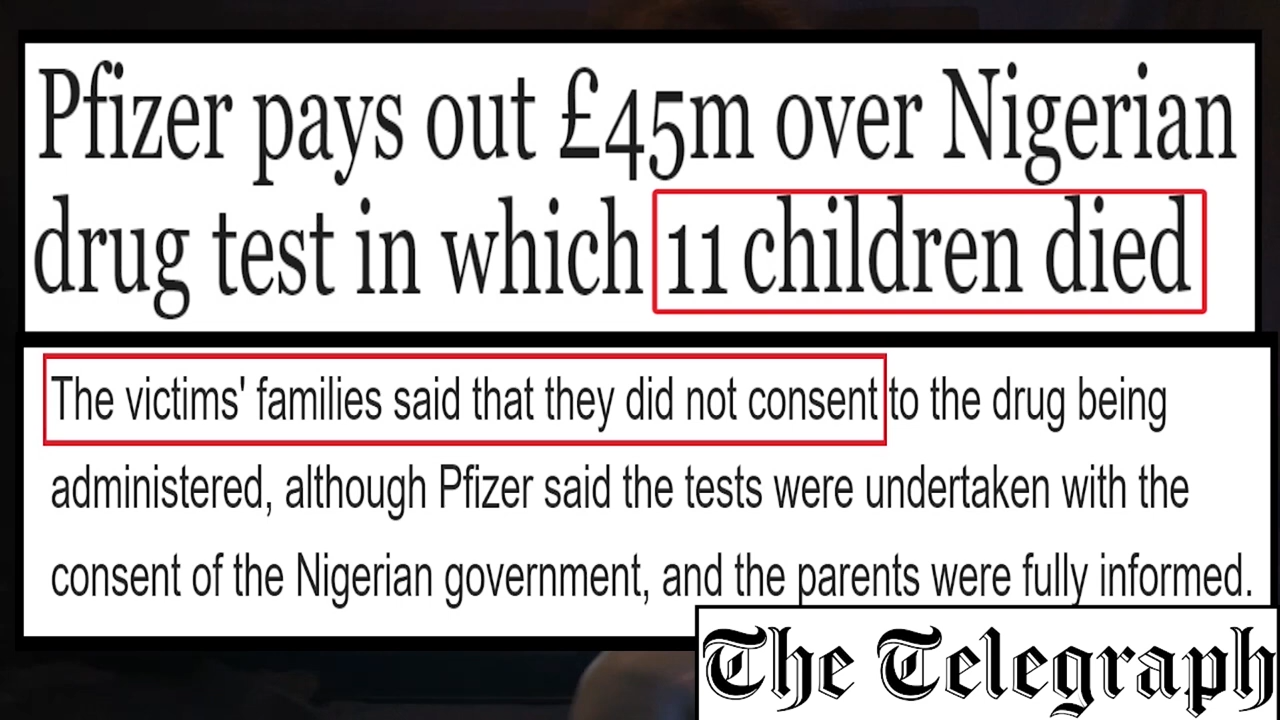 Pfizer pays out £45m over Nigerian
drug test in which 11 children died
The victims' families said that they did not consent to the drug being
administered, although Pfizer said the tests were undertaken with the
consent of the Nigerian government, and the parents were fully informed.
The Telegraph